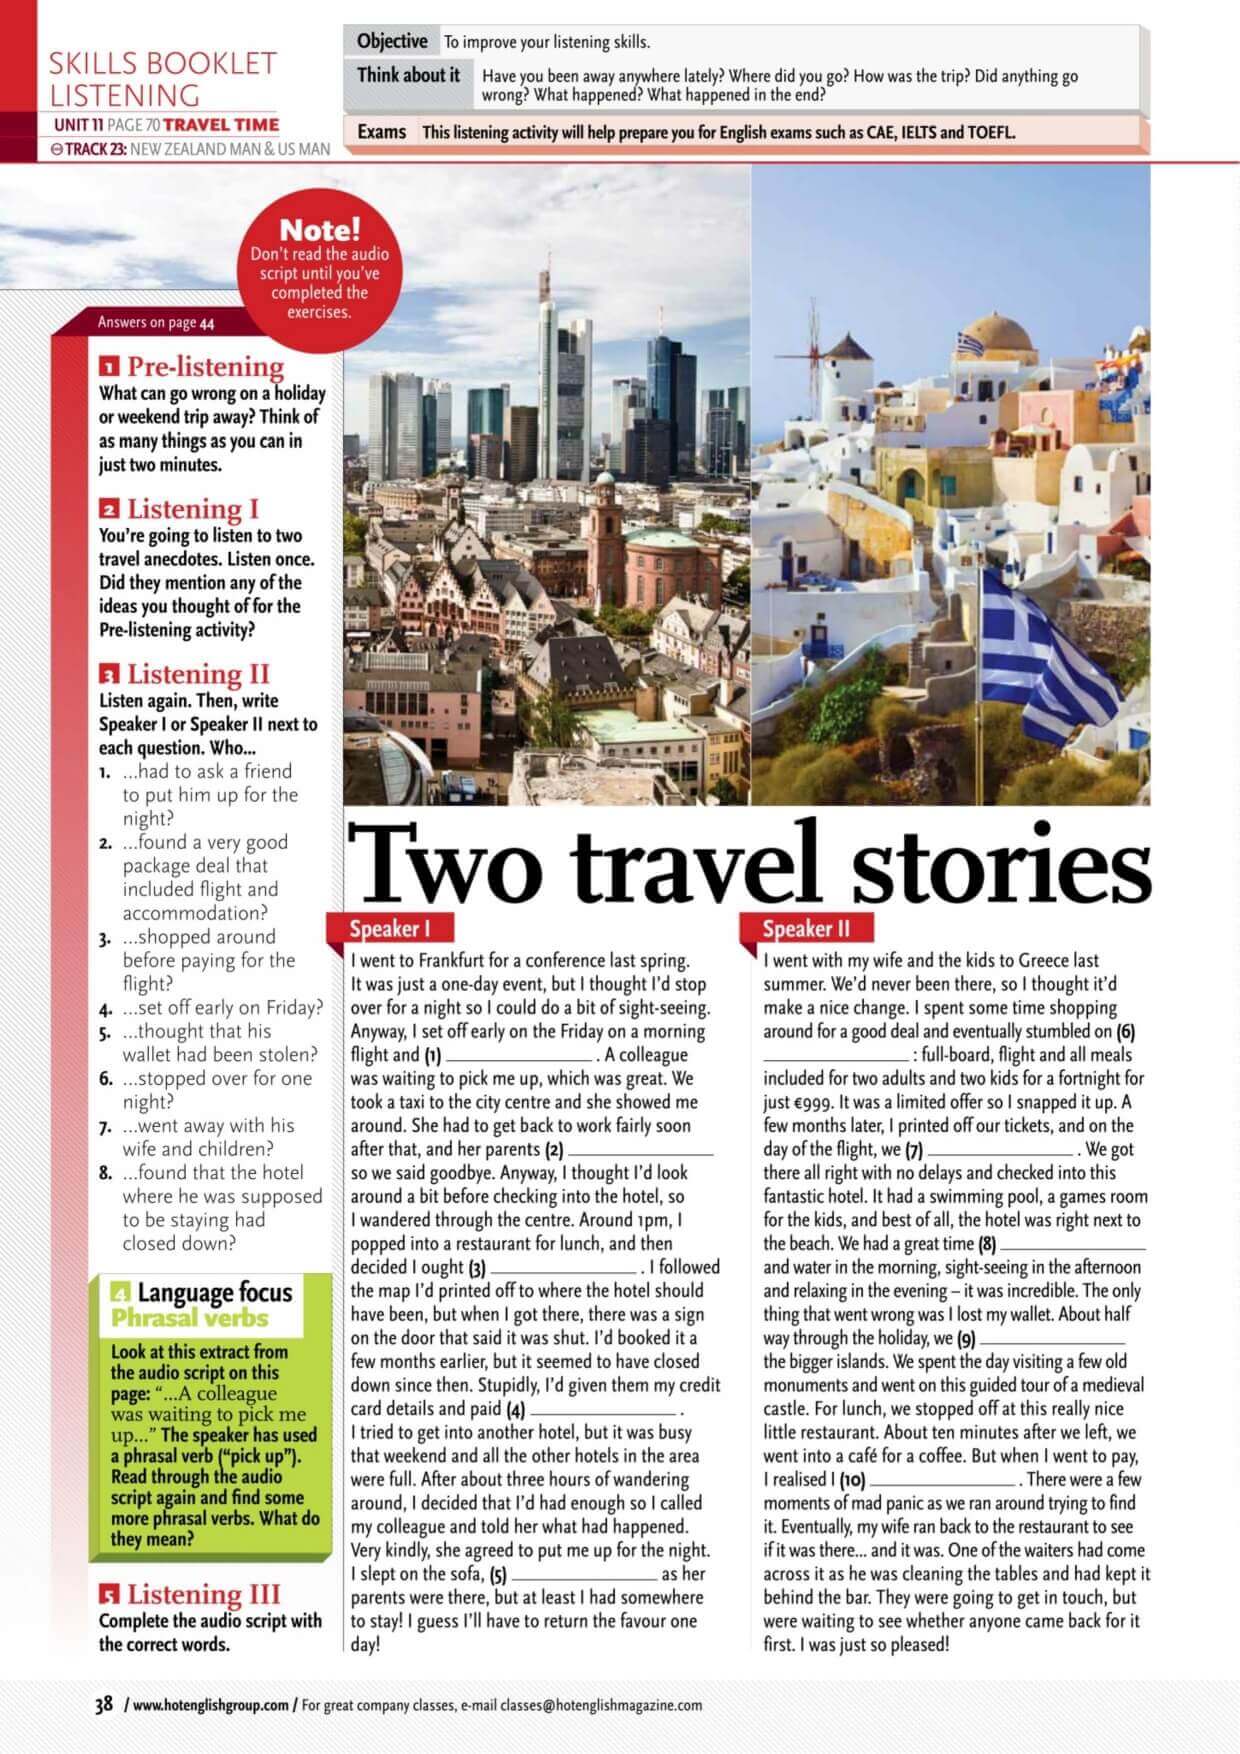 SKILLS BOOKLET
LISTENING
UNIT 11 PAGE 70 TRAVEL TIME
TRACK 23: NEW ZEALAND MAN & US MAN
Objective To improve your listening skills.
Think about it Have you been away anywhere lately? Where did you go? How was the trip? Did anything go
wrong? What happened? What happened in the end?
Exams This listening activity will help prepare you for English exams such as CAE, IELTS and TOEFL.
Note!
Don't read the audio
script until you've
completed the
exercises.
Answers on page 44
1 Pre-listening
What can go wrong on a holiday
or weekend trip away? Think of
as many things as you can in
just two minutes.
2 Listening I
You're going to listen to two
travel anecdotes. Listen once.
Did they mention any of the
ideas you thought of for the
Pre-listening activity?
3 Listening II
Listen again. Then, write
Speaker I or Speaker II next to
each question. Who...
1. ...had to ask a friend
to put him up for the
night?
2. ...found a very good
package deal that
included flight and
accommodation?
3. ...shopped around
before paying for the
flight?
4. ...set off early on Friday?
5. ...thought that his
wallet had been stolen?
6. ...stopped over for one
night?
7. ...went away with his
wife and children?
8. ...found that the hotel
where he was supposed
to be staying had
closed down?
4 Language focus
Phrasal verbs
Look at this extract from
the audio script on this
page: "...A colleague
was waiting to pick me
up..." The speaker has used
a phrasal verb ("pick up").
Read through the audio
script again and find some
more phrasal verbs. What do
they mean?
5 Listening III
Complete the audio script with
the correct words.
Two travel stories
Speaker I
I went to Frankfurt for a conference last spring.
It was just a one-day event, but I thought I'd stop
over for a night so I could do a bit of sight-seeing.
Anyway, I set off early on the Friday on a morning
flight and (1) ____________ . A colleague
was waiting to pick me up, which was great. We
took a taxi to the city centre and she showed me
around. She had to get back to work fairly soon
after that, and her parents (2) ____________
so we said goodbye. Anyway, I thought I'd look
around a bit before checking into the hotel, so
I wandered through the centre. Around 1pm, I
popped into a restaurant for lunch, and then
decided I ought (3) ____________ . I followed
the map I'd printed off to where the hotel should
have been, but when I got there, there was a sign
on the door that said it was shut. I'd booked it a
few months earlier, but it seemed to have closed
down since then. Stupidly, I'd given them my credit
card details and paid (4) ____________ .
I tried to get into another hotel, but it was busy
that weekend and all the other hotels in the area
were full. After about three hours of wandering
around, I decided that I'd had enough so I called
my colleague and told her what had happened.
Very kindly, she agreed to put me up for the night.
I slept on the sofa, (5) ____________ as her
parents were there, but at least I had somewhere
to stay! I guess I'll have to return the favour one
day!
Speaker II
I went with my wife and the kids to Greece last
summer. We'd never been there, so I thought it'd
make a nice change. I spent some time shopping
around for a good deal and eventually stumbled on (6)
____________ : full-board, flight and all meals
included for two adults and two kids for a fortnight for
just €999. It was a limited offer so I snapped it up. A
few months later, I printed off our tickets, and on the
day of the flight, we (7) ____________ . We got
there all right with no delays and checked into this
fantastic hotel. It had a swimming pool, a games room
for the kids, and best of all, the hotel was right next to
the beach. We had a great time (8) ____________
and water in the morning, sight-seeing in the afternoon
and relaxing in the evening – it was incredible. The only
thing that went wrong was I lost my wallet. About half
way through the holiday, we (9) ____________
the bigger islands. We spent the day visiting a few old
monuments and went on this guided tour of a medieval
castle. For lunch, we stopped off at this really nice
little restaurant. About ten minutes after we left, we
went into a café for a coffee. But when I went to pay,
I realised I (10) ____________ . There were a few
moments of mad panic as we ran around trying to find
it. Eventually, my wife ran back to the restaurant to see
if it was there... and it was. One of the waiters had come
across it as he was cleaning the tables and had kept it
behind the bar. They were going to get in touch, but
were waiting to see whether anyone came back for it
first. I was just so pleased!
38 / www.hotenglishgroup.com / For great company classes, e-mail classes@hotenglishmagazine.com